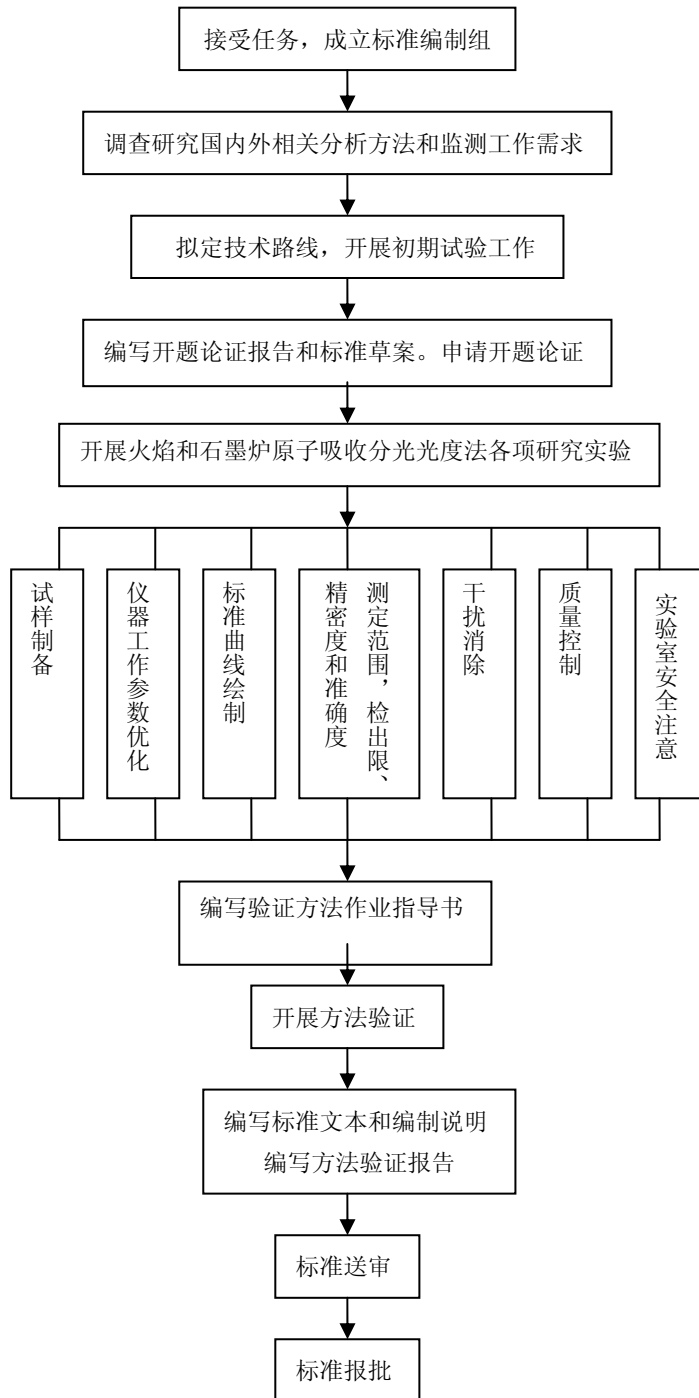 接受任务，成立标准编制组
调查研究国内外相关分析方法和监测工作需求
拟定技术路线，开展初期试验工作
编写开题论证报告和标准草案。申请开题论证
开展火焰和石墨炉原子吸收分光光度法各项研究实验
试样制备
仪器工作参数优化
标准曲线绘制
测定范围，检出限、
精密度和准确度
干扰消除
质量控制
实验室安全注意
编写验证方法作业指导书
开展方法验证
编写标准文本和编制说明
编写方法验证报告
标准送审
标准报批